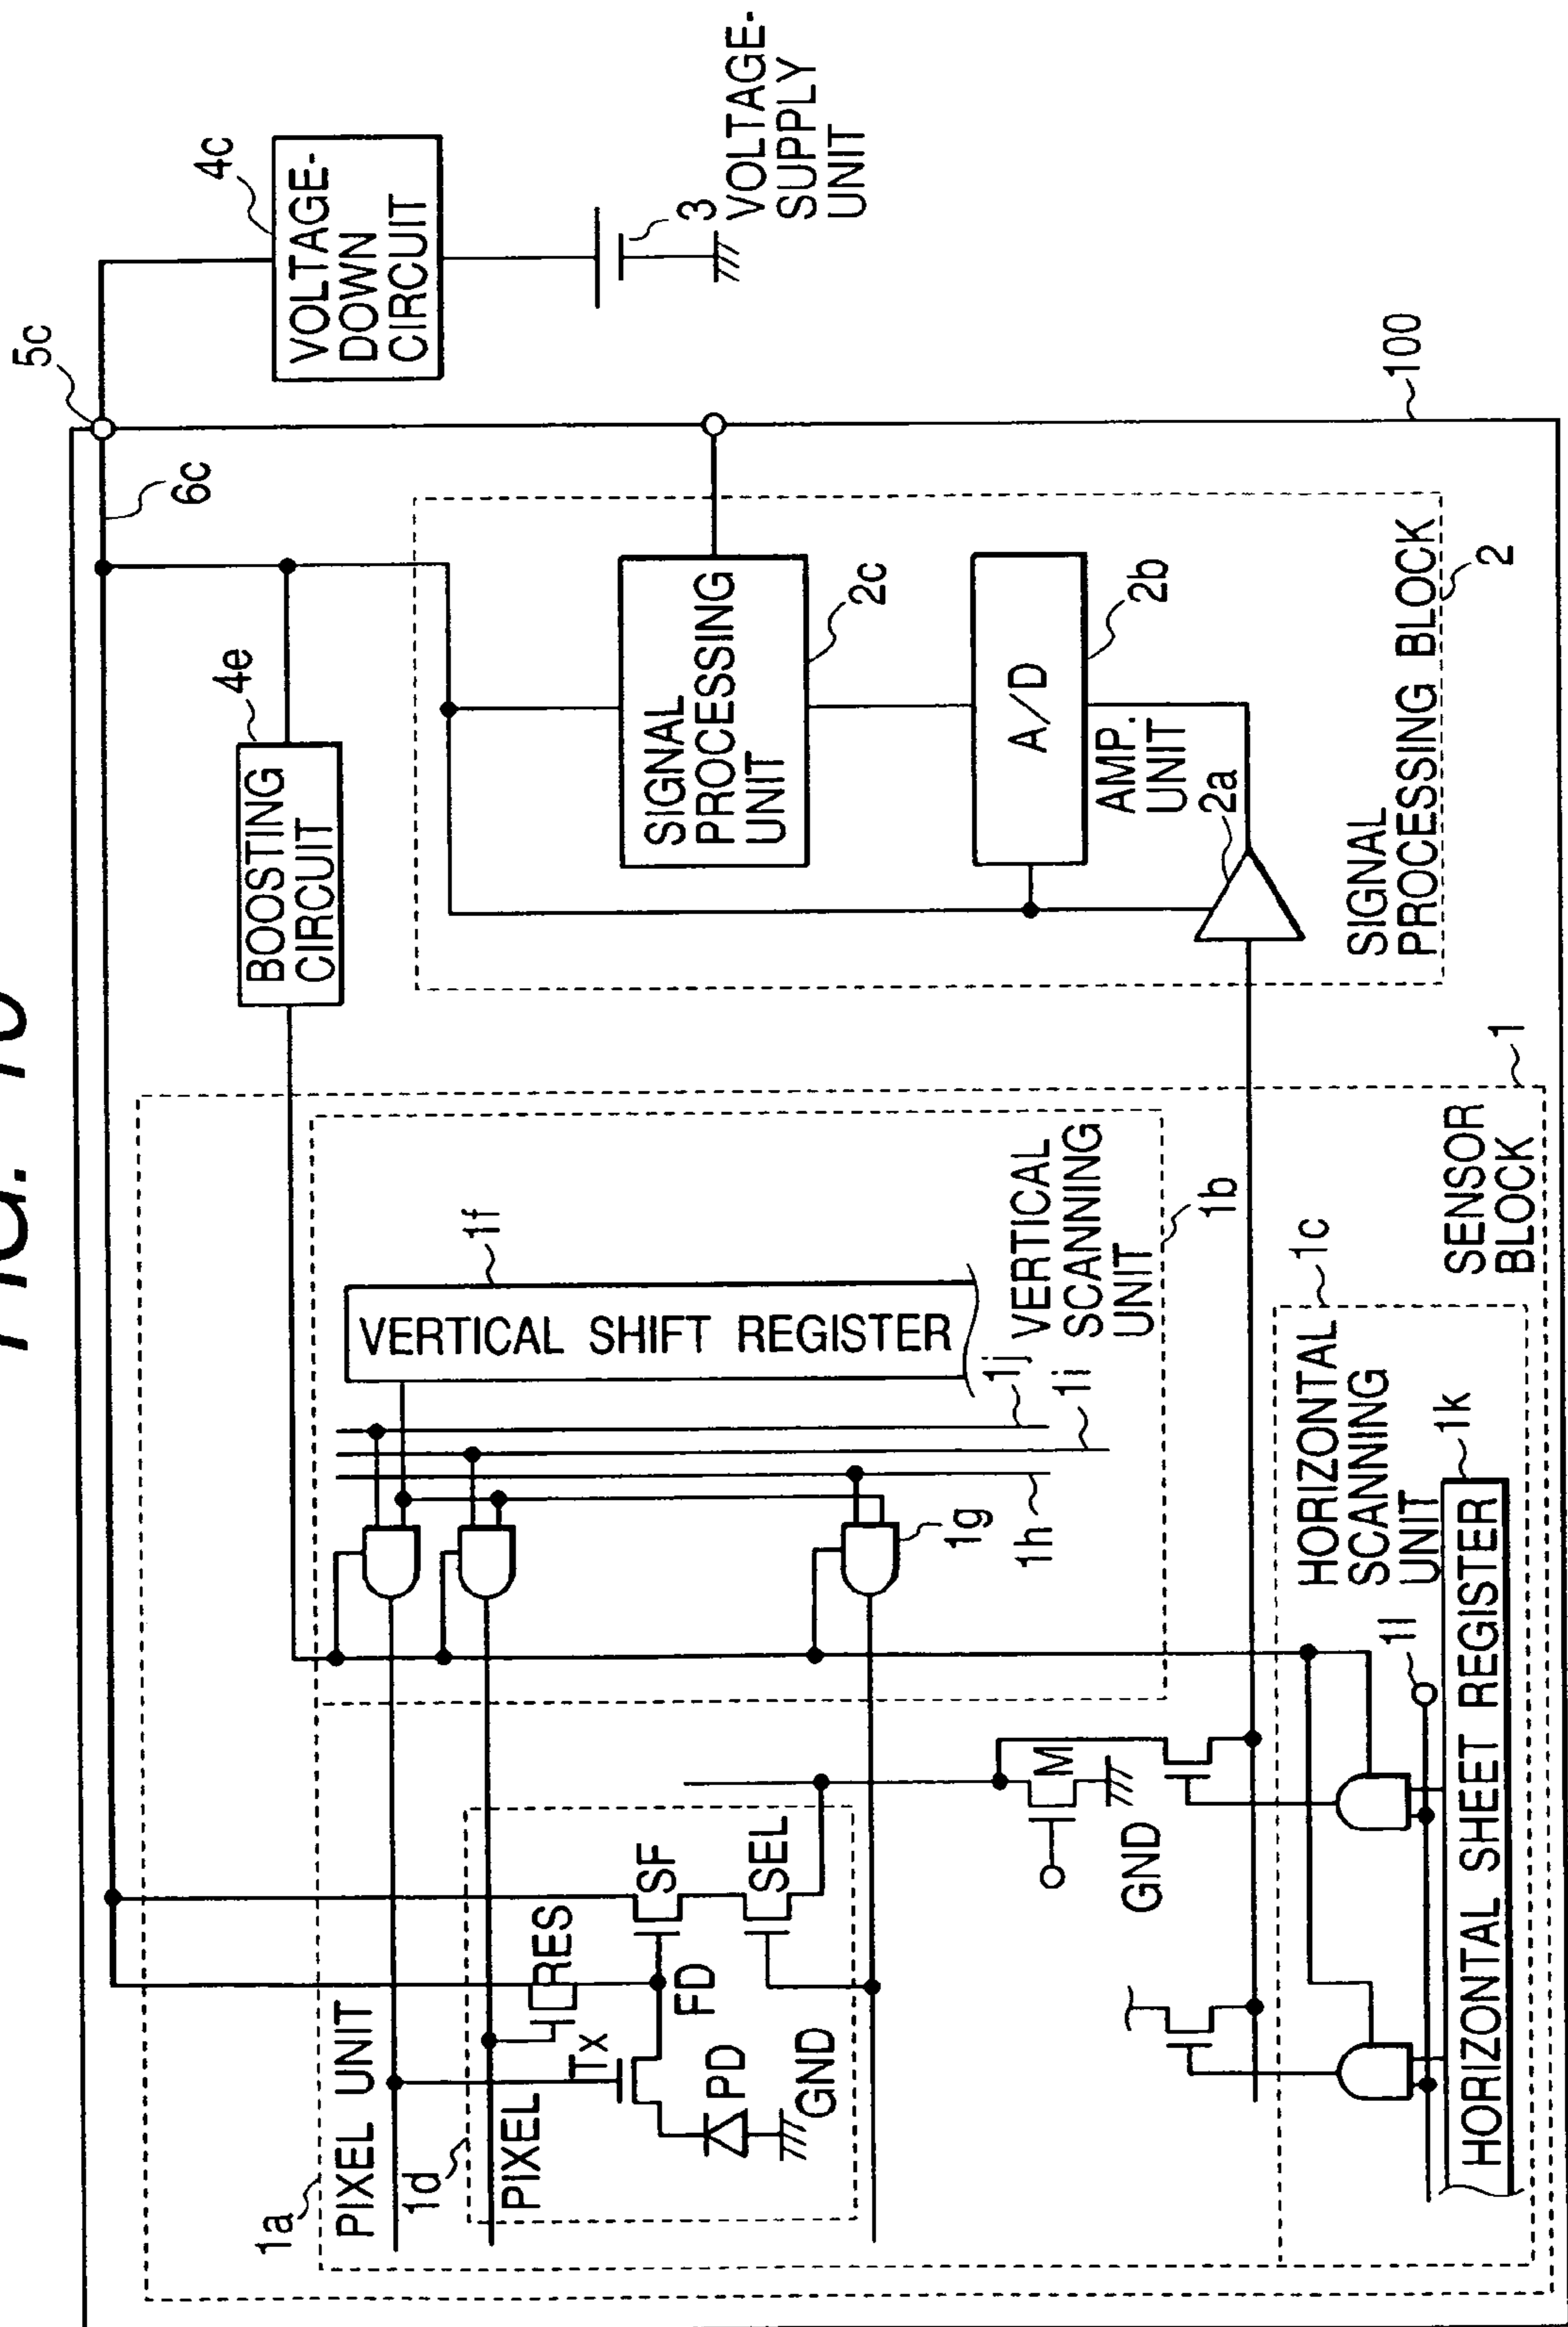 FIG. 10
5c
4c
VOLTAGE-
DOWN
CIRCUIT
3
VOLTAGE-
SUPPLY
UNIT
100
6c
4e
BOOSTING
CIRCUIT
SIGNAL
PROCESSING
UNIT
2c
A/D
2b
AMP.
UNIT
2a
SIGNAL
PROCESSING BLOCK
2
1
SENSOR
BLOCK
1f
VERTICAL SHIFT REGISTER
VERTICAL
SCANNING
UNIT
1b
1j
1i
1h
1g
1c
HORIZONTAL
SCANNING
UNIT
1k
1l
HORIZONTAL SHEET REGISTER
1a
PIXEL UNIT
1d
PIXEL
Tx
RES
SF
SEL
FD
PD
GND
M
GND